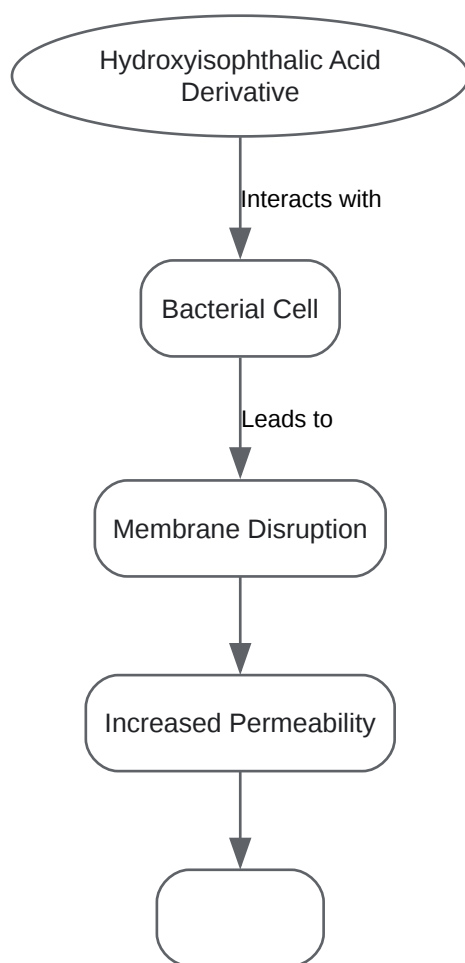 Hydroxyisophthalic Acid
Derivative
Interacts with
Bacterial Cell
Leads to
Membrane Disruption
Increased Permeability